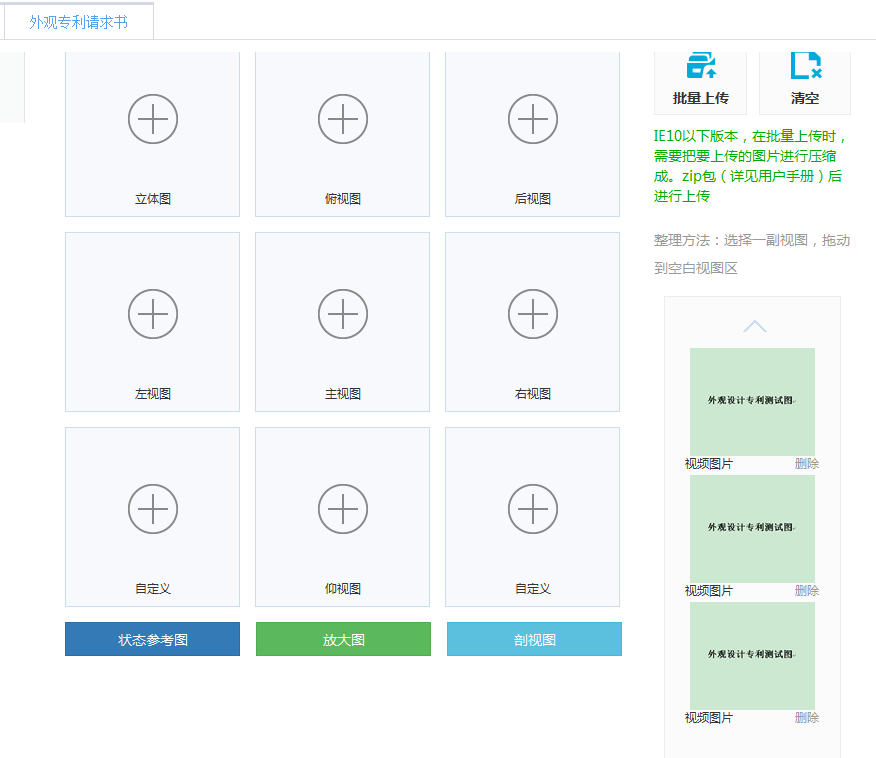 外观专利请求书
立体图
俯视图
后视图
左视图
主视图
右视图
自定义
仰视图
自定义
状态参考图
放大图
剖视图
批量上传
清空
IE10以下版本，在批量上传时，
需要把要上传的图片进行压缩
成。zip包（详见用户手册）后
进行上传
整理方法：选择一副视图，拖动
到空白视图区
外观设计专利测试图
视频图片
删除
外观设计专利测试图
视频图片
删除
外观设计专利测试图
视频图片
删除